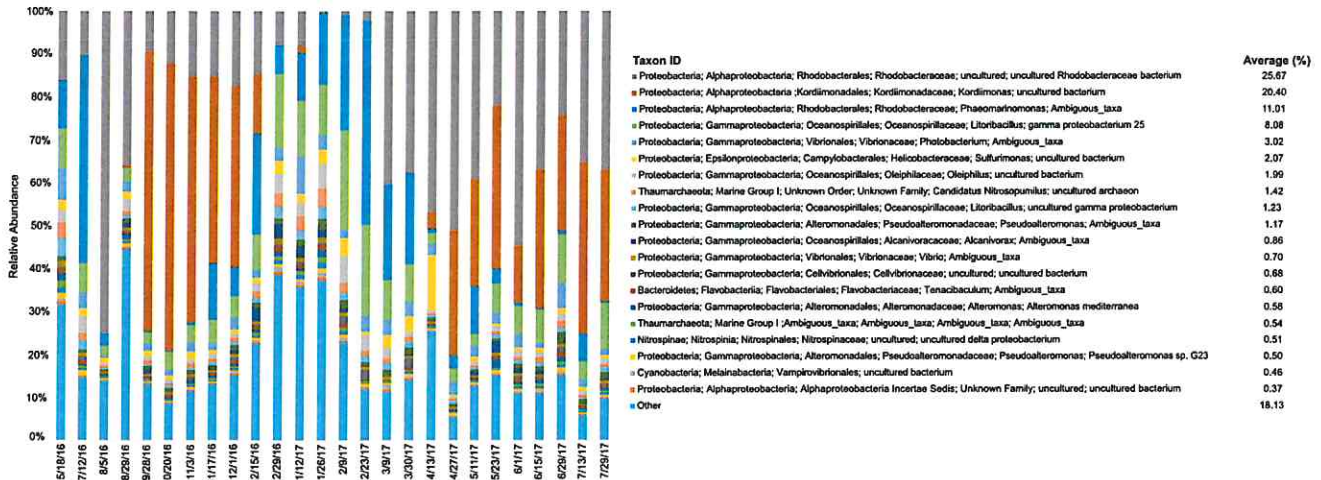 100%
90%
80%
70%
60%
50%
40%
30%
20%
10%
0%
Relative Abundance
5/18/16
7/12/16
8/5/16
8/29/16
9/28/16
0/20/16
11/3/16
1/17/16
12/1/16
2/15/16
2/29/16
1/12/17
1/26/17
2/9/17
2/23/17
3/9/17
3/30/17
4/13/17
4/27/17
5/11/17
5/23/17
6/1/17
6/15/17
6/29/17
7/13/17
7/29/17
Taxon ID Average (%)
Proteobacteria; Alphaproteobacteria; Rhodobacterales; Rhodobacteraceae; uncultured; uncultured Rhodobacteraceae bacterium 25.67
Proteobacteria; Alphaproteobacteria ;Kordiimonadales; Kordiimonadaceae; Kordiimonas; uncultured bacterium 20.40
Proteobacteria; Alphaproteobacteria; Rhodobacterales; Rhodobacteraceae; Phaeomarinomonas; Ambiguous_taxa 11.01
Proteobacteria; Gammaproteobacteria; Oceanospirillales; Oceanospirillaceae; Litoribacillus; gamma proteobacterium 25 8.08
Proteobacteria; Gammaproteobacteria; Vibrionales; Vibrionaceae; Photobacterium; Ambiguous_taxa 3.02
Proteobacteria; Epsilonproteobacteria; Campylobacterales; Helicobacteraceae; Sulfurimonas; uncultured bacterium 2.07
Proteobacteria; Gammaproteobacteria; Oceanospirillales; Oleiphilaceae; Oleiphilus; uncultured bacterium 1.99
Thaumarchaeota; Marine Group I; Unknown Order; Unknown Family; Candidatus Nitrosopumilus; uncultured archaeon 1.42
Proteobacteria; Gammaproteobacteria; Oceanospirillales; Oceanospirillaceae; Litoribacillus; uncultured gamma proteobacterium 1.23
Proteobacteria; Gammaproteobacteria; Alteromonadales; Pseudoalteromonadaceae; Pseudoalteromonas; Ambiguous_taxa 1.17
Proteobacteria; Gammaproteobacteria; Oceanospirillales; Alcanivoracaceae; Alcanivorax; Ambiguous_taxa 0.86
Proteobacteria; Gammaproteobacteria; Vibrionales; Vibrionaceae; Vibrio; Ambiguous_taxa 0.70
Proteobacteria; Gammaproteobacteria; Cellvibrionales; Cellvibrionaceae; uncultured; uncultured bacterium 0.68
Bacteroidetes; Flavobacteriia; Flavobacteriales; Flavobacteriaceae; Tenacibaculum; Ambiguous_taxa 0.60
Proteobacteria; Gammaproteobacteria; Alteromonadales; Alteromonadaceae; Alteromonas; Alteromonas mediterranea 0.58
Thaumarchaeota; Marine Group I ;Ambiguous_taxa; Ambiguous_taxa; Ambiguous_taxa; Ambiguous_taxa 0.54
Nitrospinae; Nitrospinia; Nitrospinales; Nitrospinaceae; uncultured; uncultured delta proteobacterium 0.51
Proteobacteria; Gammaproteobacteria; Alteromonadales; Pseudoalteromonadaceae; Pseudoalteromonas; Pseudoalteromonas sp. G23 0.50
Cyanobacteria; Melainabacteria; Vampirovibrionales; uncultured bacterium 0.46
Proteobacteria; Alphaproteobacteria; Alphaproteobacteria Incertae Sedis; Unknown Family; uncultured; uncultured bacterium 0.37
Other 18.13